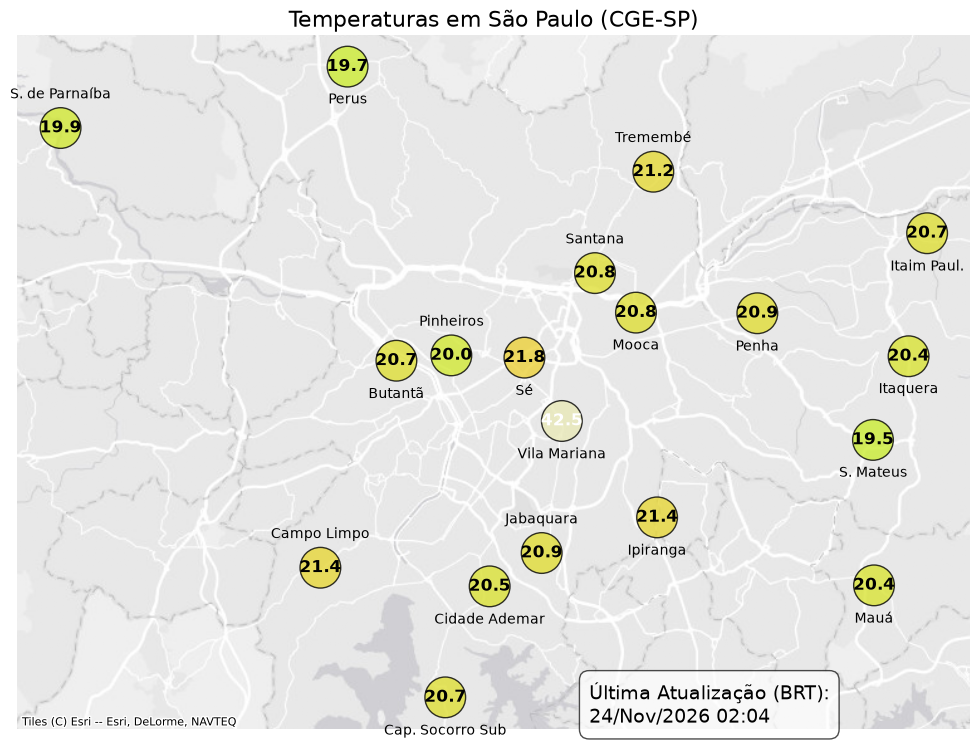 Temperaturas em São Paulo (CGE-SP)
19.7
Perus
S. de Parnaíba
19.9
Tremembé
21.2
20.7
Itaim Paul.
Santana
20.8
20.8
Mooca
20.9
Penha
Pinheiros
20.0
20.7
Butantã
21.8
Sé
20.4
Itaquera
42.5
Vila Mariana
19.5
S. Mateus
21.4
Ipiranga
Jabaquara
20.9
Campo Limpo
21.4
20.5
Cidade Ademar
20.4
Mauá
20.7
Cap. Socorro Sub
Última Atualização (BRT):
24/Nov/2026 02:04
Tiles (C) Esri -- Esri, DeLorme, NAVTEQ